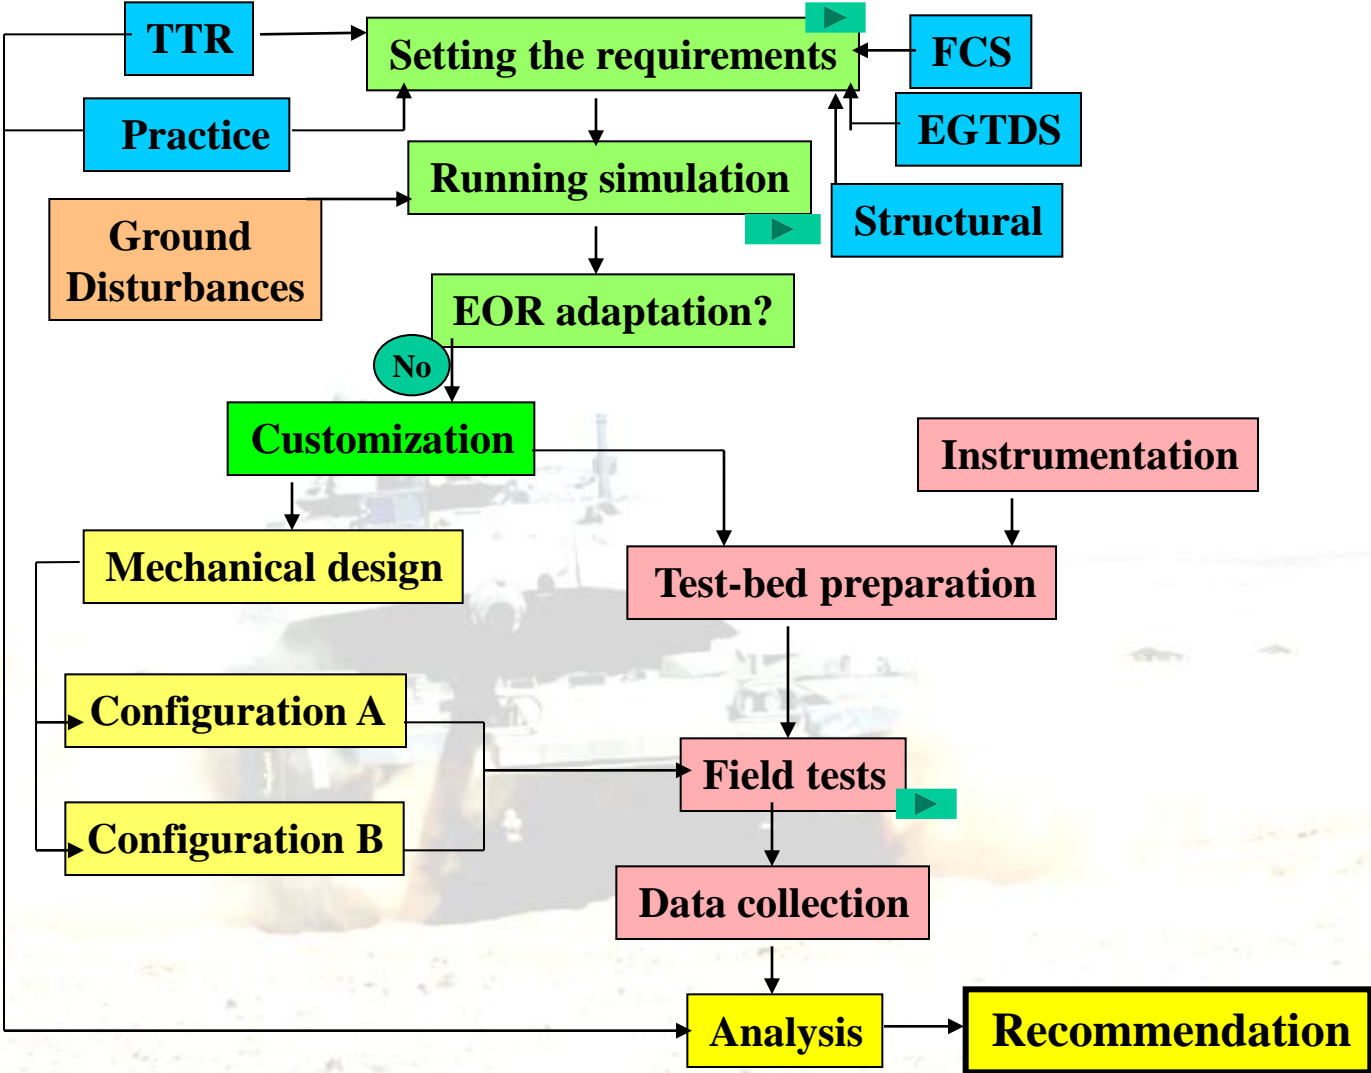 TTR
Setting the requirements
FCS
Practice
EGTDS
Running simulation
Structural
Ground
Disturbances
EOR adaptation?
No
Customization
Instrumentation
Mechanical design
Test-bed preparation
Configuration A
Field tests
Configuration B
Data collection
Analysis
Recommendation